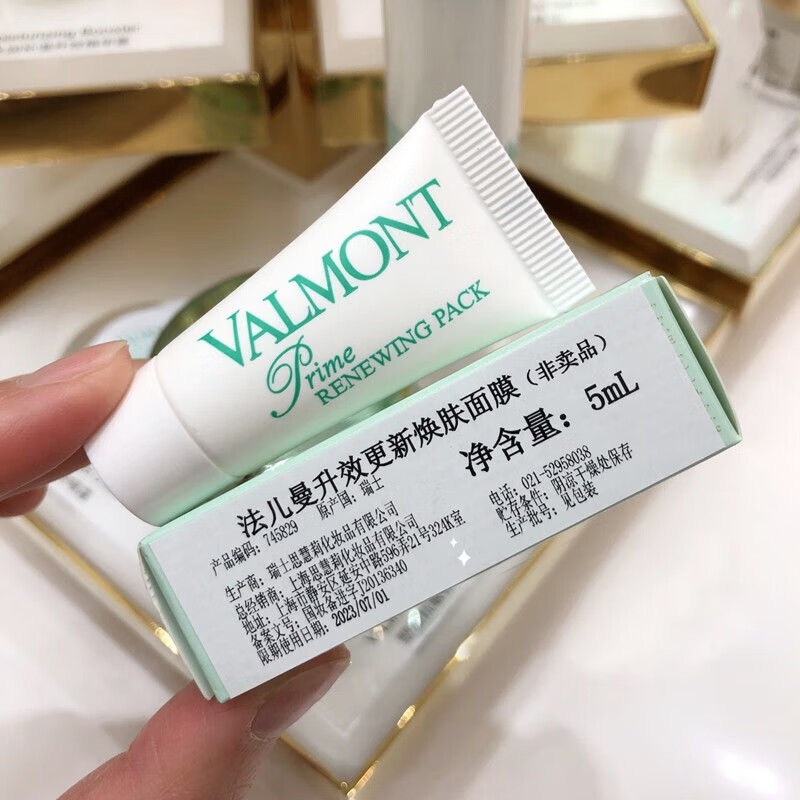 VALMONT
Prime
RENEWING PACK
法儿曼升效更新焕肤面膜（非卖品）
净含量：5mL
产品编码：745829 原产国：瑞士
生产商：瑞士思慧莉化妆品有限公司
总经销商：上海思慧莉化妆品有限公司
地址：上海市静安区延安中路596弄21号324K室
备案文号：国妆备进字J20136340
限期使用日期：2023/07/01
电话：021-52958038
贮存条件：阴凉干燥处保存
生产批号：见包装